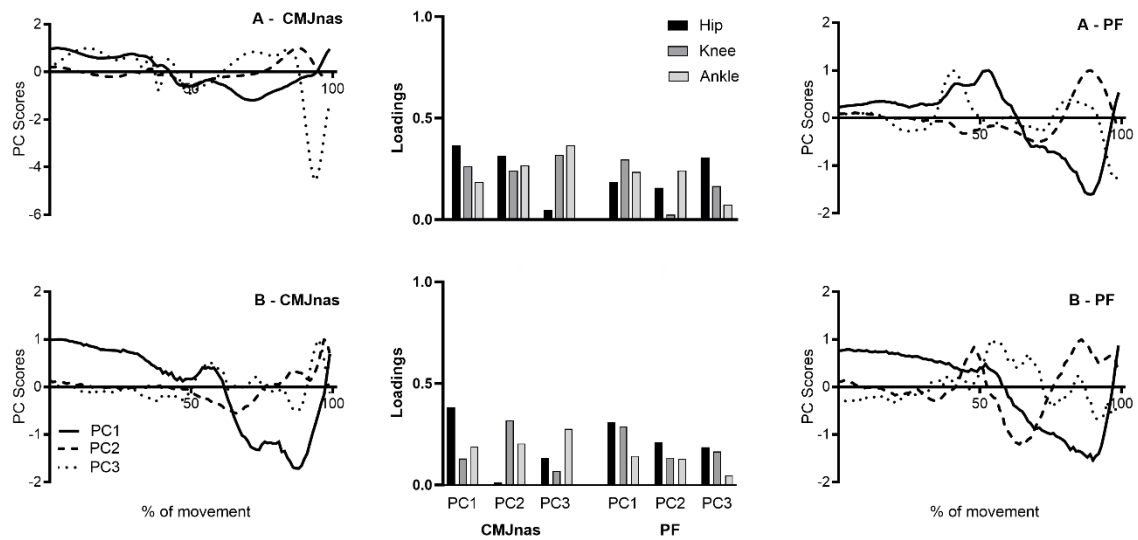 A - CMJnas
PC Scores
2
0
-2
-4
-6
50
100
Loadings
1.0
0.5
0.0
Hip
Knee
Ankle
A - PF
PC Scores
2
1
0
-1
-2
50
100
B - CMJnas
PC Scores
2
1
0
-1
-2
50
100
PC1
PC2
PC3
% of movement
Loadings
1.0
0.5
0.0
PC1 PC2 PC3 PC1 PC2 PC3
CMJnas PF
B - PF
PC Scores
2
1
0
-1
-2
50
100
% of movement